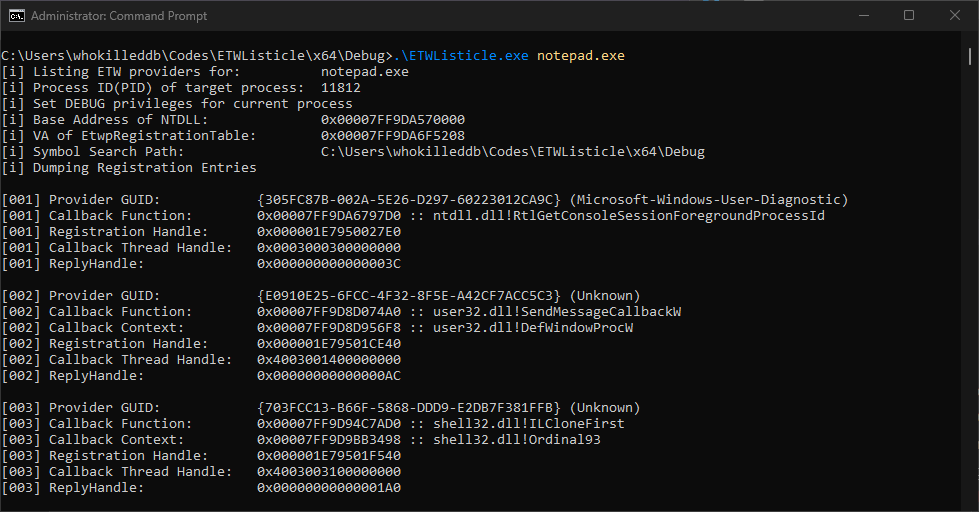 Administrator: Command Prompt
C:\Users\whokilleddb\Codes\ETWListicle\x64\Debug>.\ETWListicle.exe notepad.exe
[i] Listing ETW providers for: notepad.exe
[i] Process ID(PID) of target process: 11812
[i] Set DEBUG privileges for current process
[i] Base Address of NTDLL: 0x00007FF9DA570000
[i] VA of EtwpRegistrationTable: 0x00007FF9DA6F5208
[i] Symbol Search Path: C:\Users\whokilleddb\Codes\ETWListicle\x64\Debug
[i] Dumping Registration Entries
[001] Provider GUID: {305FC87B-002A-5E26-D297-60223012CA9C} (Microsoft-Windows-User-Diagnostic)
[001] Callback Function: 0x00007FF9DA6797D0 :: ntdll.dll!RtlGetConsoleSessionForegroundProcessId
[001] Registration Handle: 0x000001E7950027E0
[001] Callback Thread Handle: 0x0003000300000000
[001] ReplyHandle: 0x000000000000003C
[002] Provider GUID: {E0910E25-6FCC-4F32-8F5E-A42CF7ACC5C3} (Unknown)
[002] Callback Function: 0x00007FF9D8D074A0 :: user32.dll!SendMessageCallbackW
[002] Callback Context: 0x00007FF9D8D956F8 :: user32.dll!DefWindowProcW
[002] Registration Handle: 0x000001E79501CE40
[002] Callback Thread Handle: 0x4003001400000000
[002] ReplyHandle: 0x00000000000000AC
[003] Provider GUID: {703FCC13-B66F-5868-DDD9-E2DB7F381FFB} (Unknown)
[003] Callback Function: 0x00007FF9D94C7AD0 :: shell32.dll!ILCloneFirst
[003] Callback Context: 0x00007FF9D9BB3498 :: shell32.dll!Ordinal93
[003] Registration Handle: 0x000001E79501F540
[003] Callback Thread Handle: 0x4003003100000000
[003] ReplyHandle: 0x00000000000001A0